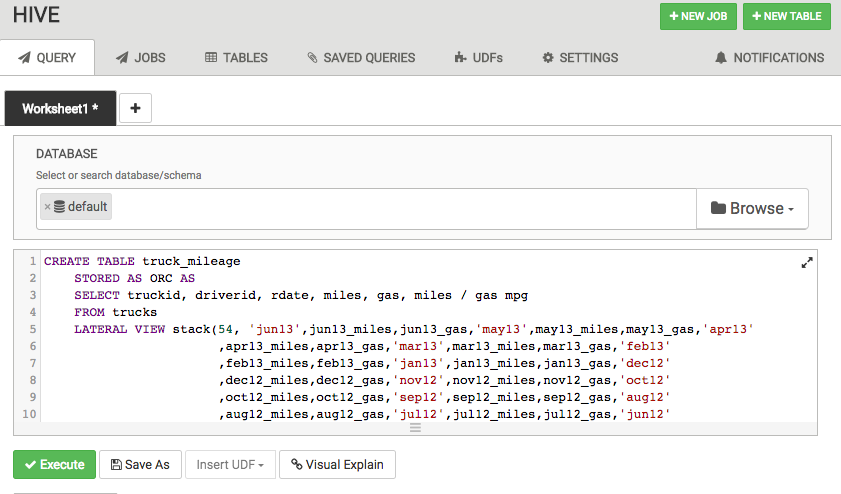 HIVE
+ NEW JOB
+ NEW TABLE
QUERY
JOBS
TABLES
SAVED QUERIES
UDFs
SETTINGS
NOTIFICATIONS
Worksheet1 *
+
DATABASE
Select or search database/schema
× default
Browse
1 CREATE TABLE truck_mileage
2 STORED AS ORC AS
3 SELECT truckid, driverid, rdate, miles, gas, miles / gas mpg
4 FROM trucks
5 LATERAL VIEW stack(54, 'jun13',jun13_miles,jun13_gas,'may13',may13_miles,may13_gas,'apr13'
6 ,apr13_miles,apr13_gas,'mar13',mar13_miles,mar13_gas,'feb13'
7 ,feb13_miles,feb13_gas,'jan13',jan13_miles,jan13_gas,'dec12'
8 ,dec12_miles,dec12_gas,'nov12',nov12_miles,nov12_gas,'oct12'
9 ,oct12_miles,oct12_gas,'sep12',sep12_miles,sep12_gas,'aug12'
10 ,aug12_miles,aug12_gas,'jul12',jul12_miles,jul12_gas,'jun12'
Execute
Save As
Insert UDF
Visual Explain